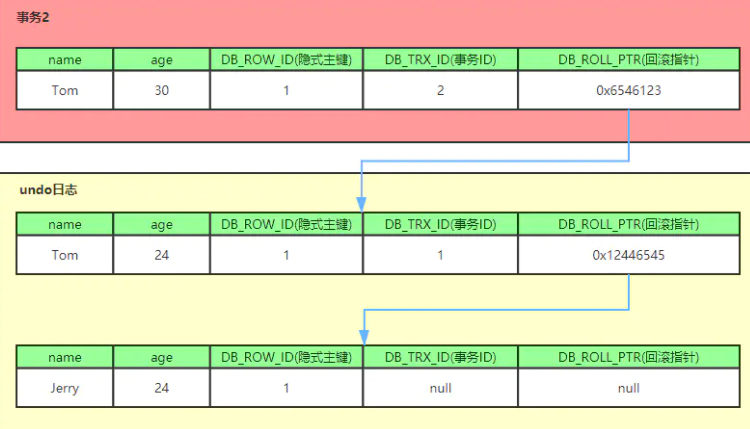 事务2
name age DB_ROW_ID(隐式主键) DB_TRX_ID(事务ID) DB_ROLL_PTR(回滚指针)
Tom 30 1 2 0x6546123
undo日志
name age DB_ROW_ID(隐式主键) DB_TRX_ID(事务ID) DB_ROLL_PTR(回滚指针)
Tom 24 1 1 0x12446545
name age DB_ROW_ID(隐式主键) DB_TRX_ID(事务ID) DB_ROLL_PTR(回滚指针)
Jerry 24 1 null null